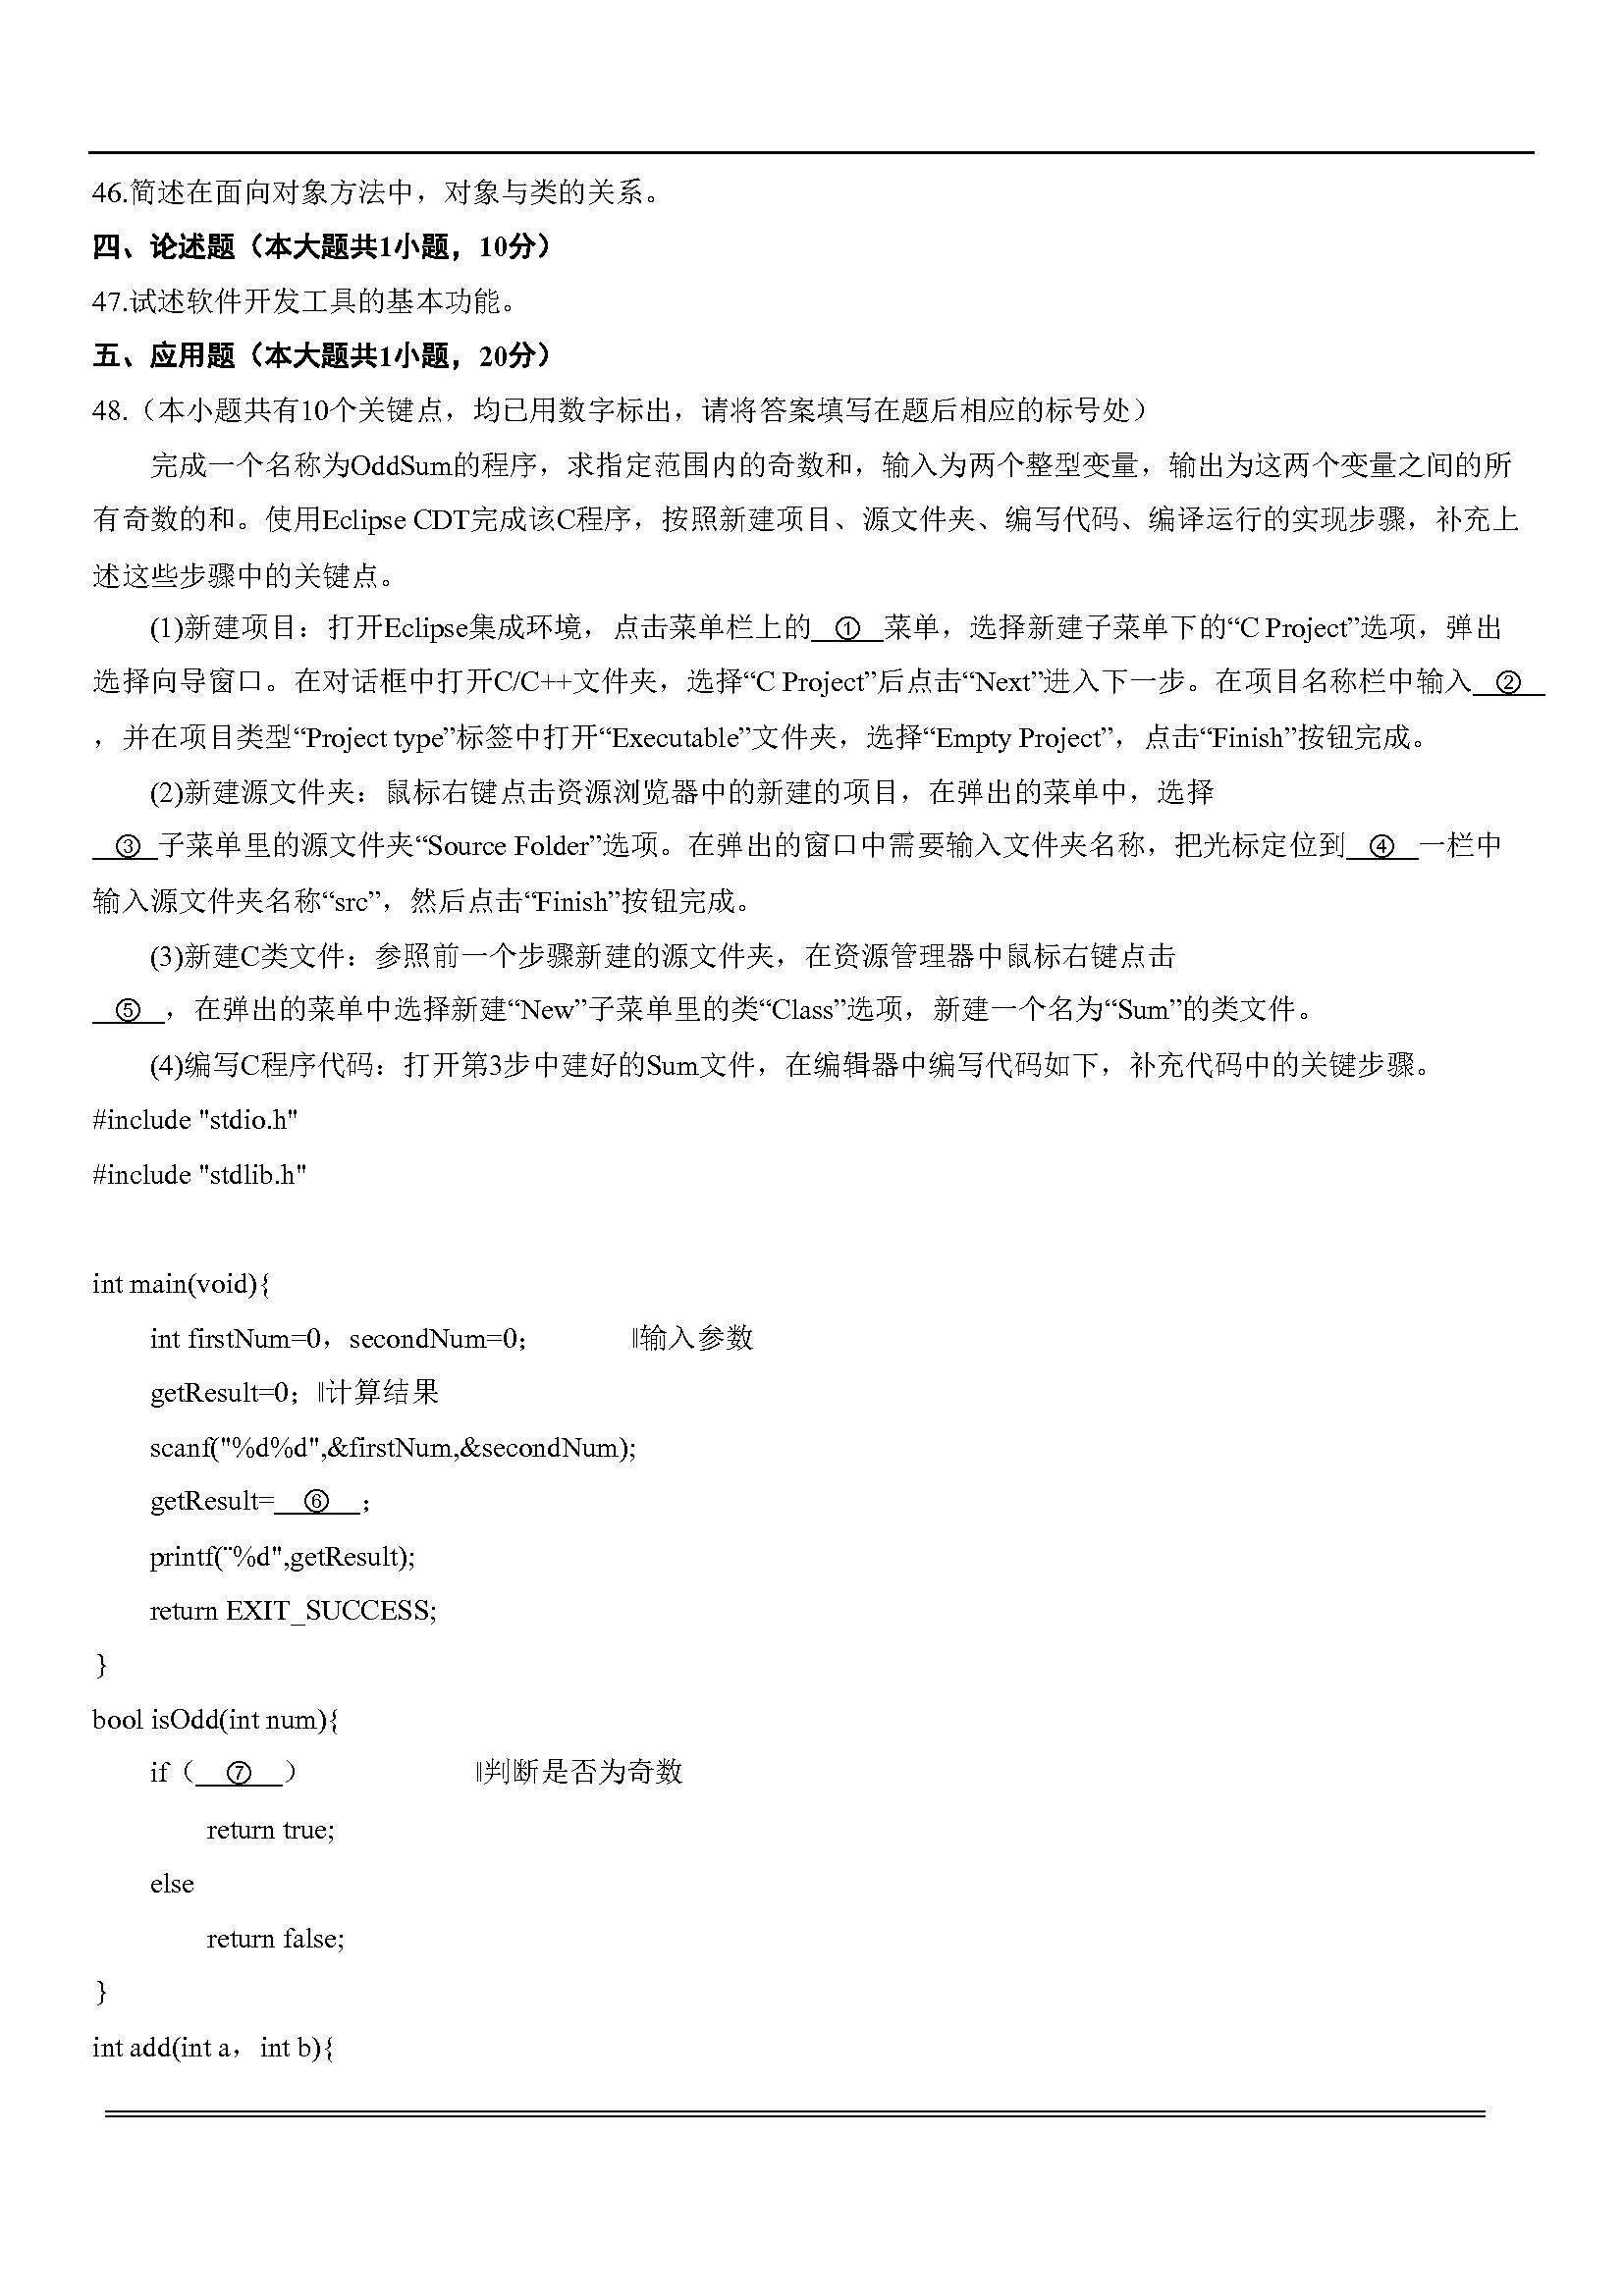 46.简述在面向对象方法中，对象与类的关系。
四、论述题（本大题共1小题，10分）
47.试述软件开发工具的基本功能。
五、应用题（本大题共1小题，20分）
48.（本小题共有10个关键点，均已用数字标出，请将答案填写在题后相应的标号处）
完成一个名称为OddSum的程序，求指定范围内的奇数和，输入为两个整型变量，输出为这两个变量之间的所
有奇数的和。使用Eclipse CDT完成该C程序，按照新建项目、源文件夹、编写代码、编译运行的实现步骤，补充上
述这些步骤中的关键点。
(1)新建项目：打开Eclipse集成环境，点击菜单栏上的 ① 菜单，选择新建子菜单下的“C Project”选项，弹出
选择向导窗口。在对话框中打开C/C++文件夹，选择“C Project”后点击“Next”进入下一步。在项目名称栏中输入 ②
，并在项目类型“Project type”标签中打开“Executable”文件夹，选择“Empty Project”，点击“Finish”按钮完成。
(2)新建源文件夹：鼠标右键点击资源浏览器中的新建的项目，在弹出的菜单中，选择
③ 子菜单里的源文件夹“Source Folder”选项。在弹出的窗口中需要输入文件夹名称，把光标定位到 ④ 一栏中
输入源文件夹名称“src”，然后点击“Finish”按钮完成。
(3)新建C类文件：参照前一个步骤新建的源文件夹，在资源管理器中鼠标右键点击
⑤ ，在弹出的菜单中选择新建“New”子菜单里的类“Class”选项，新建一个名为“Sum”的类文件。
(4)编写C程序代码：打开第3步中建好的Sum文件，在编辑器中编写代码如下，补充代码中的关键步骤。
#include "stdio.h"
#include "stdlib.h"
int main(void){
int firstNum=0，secondNum=0； ‖输入参数
getResult=0；‖计算结果
scanf("%d%d",&firstNum,&secondNum);
getResult= ⑥ ；
printf(¨%d",getResult);
return EXIT_SUCCESS;
}
bool isOdd(int num){
if（ ⑦ ） ‖判断是否为奇数
return true;
else
return false;
}
int add(int a，int b){